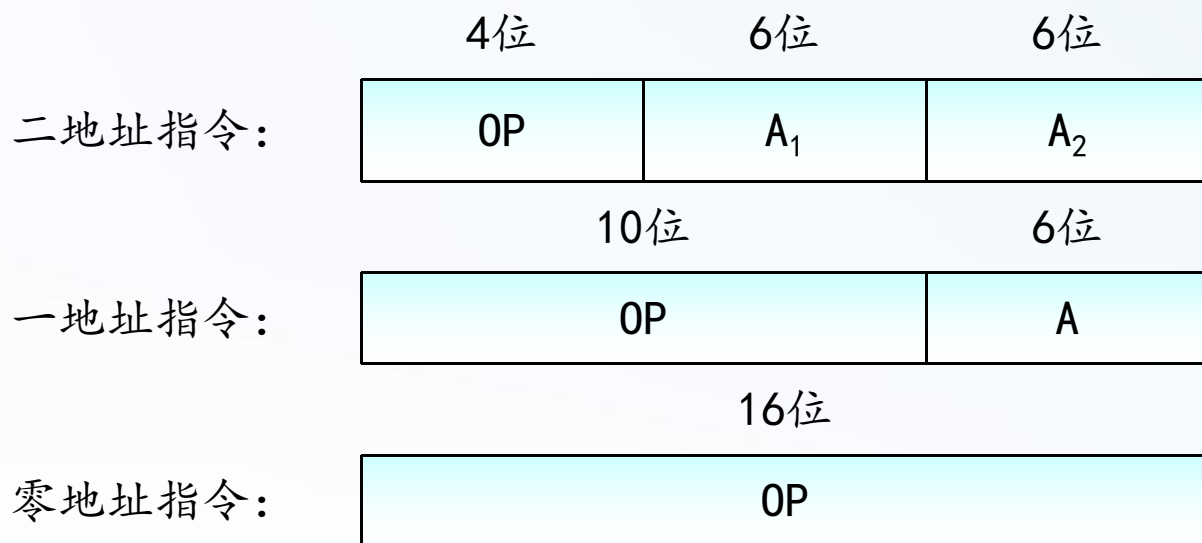 4位 6位 6位
二地址指令: OP A₁ A₂
10位 6位
一地址指令: OP A
16位
零地址指令: OP